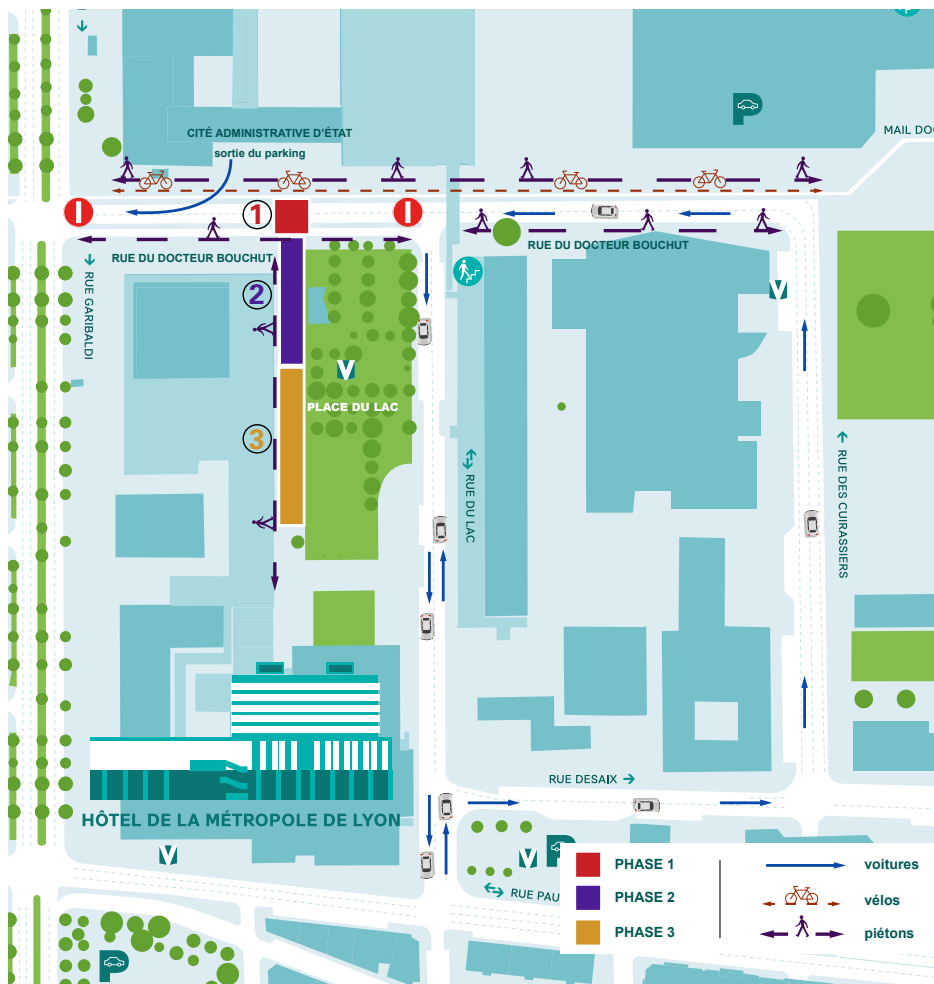 MAIL DOC
CITÉ ADMINISTRATIVE D'ÉTAT
sortie du parking
P
1
RUE DU DOCTEUR BOUCHUT
RUE DU DOCTEUR BOUCHUT
RUE GARIBALDI
2
V
V
PLACE DU LAC
3
RUE DU LAC
RUE DES CUIRASSIERS
RUE DESAIX
HÔTEL DE LA MÉTROPOLE DE LYON
V
V
P
RUE PAU
P
PHASE 1
PHASE 2
PHASE 3
voitures
vélos
piétons